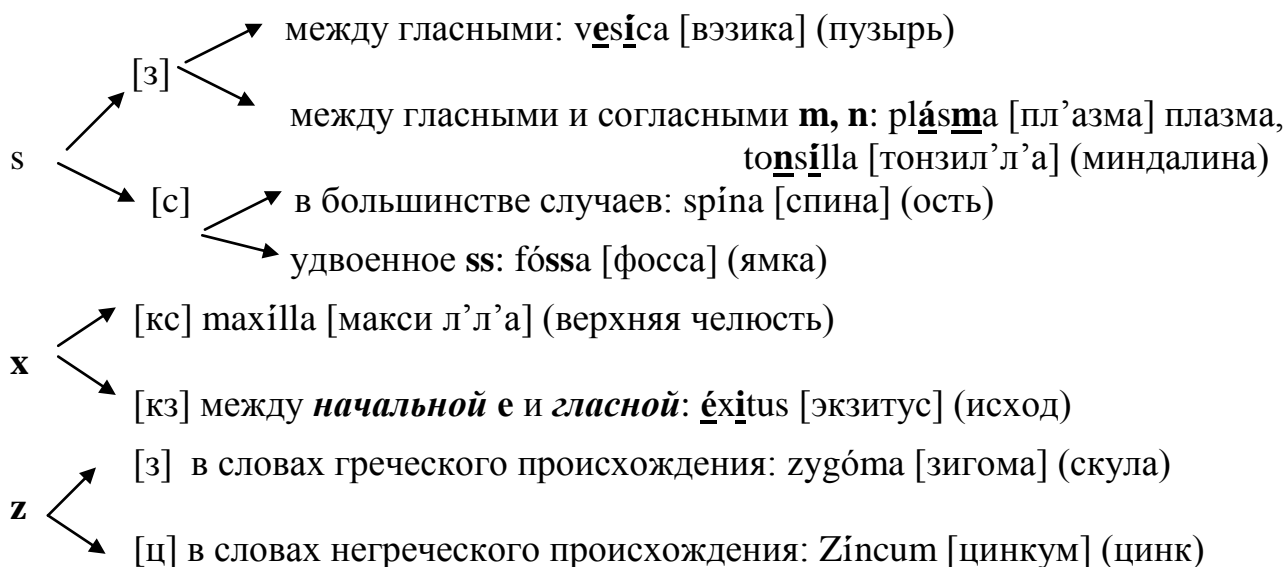 между гласными: vesíca [вэзика] (пузырь)
[з]
между гласными и согласными m, n: plásma [пл’азма] плазма,
s
tonsílla [тонзил’л’а] (миндалина)
[с]
в большинстве случаев: spína [спина] (ость)
удвоенное ss: fóssa [фосса] (ямка)
[кс] maxílla [макси л’л’а] (верхняя челюсть)
x
[кз] между начальной е и гласной: éxitus [экзитус] (исход)
[з] в словах греческого происхождения: zygóma [зигома] (скула)
z
[ц] в словах негреческого происхождения: Zíncum [цинкум] (цинк)